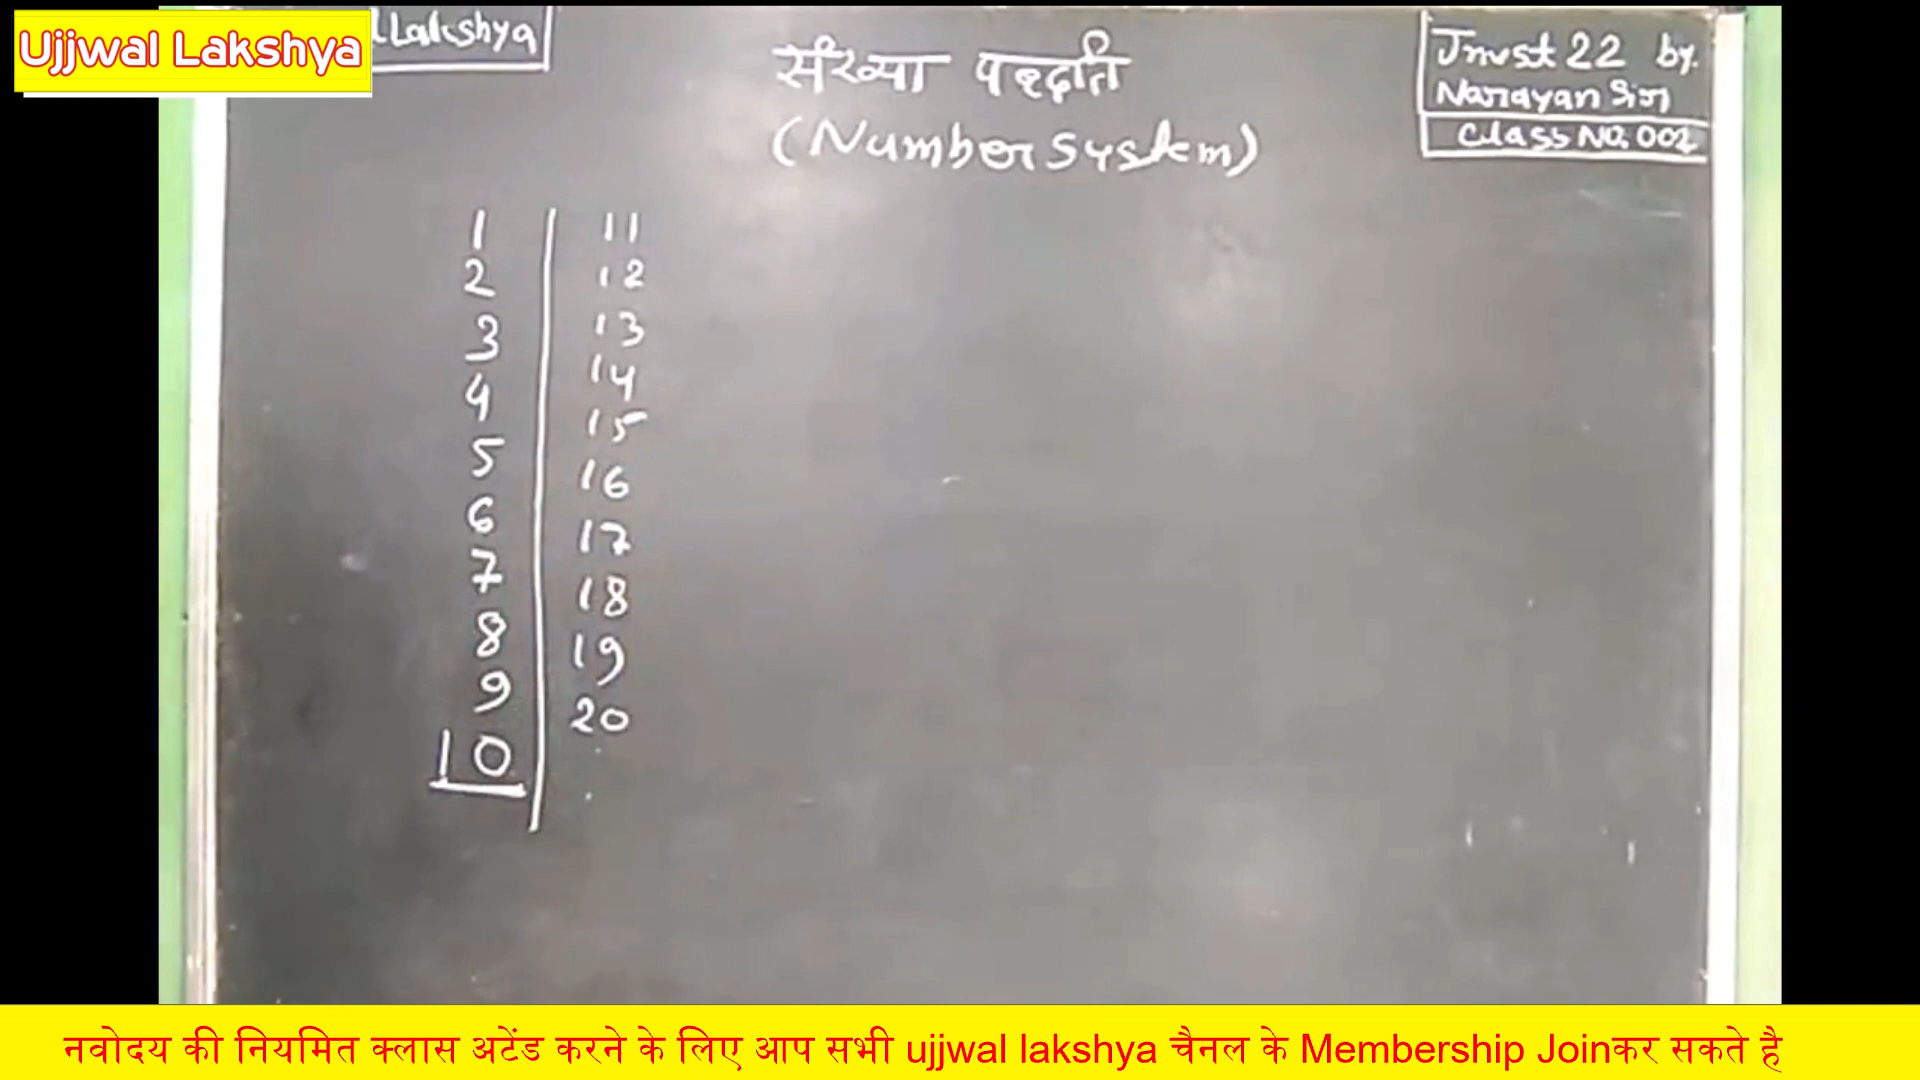 Ujjwal Lakshya
Lakshya
संख्या पद्धति
(Number System)
Jnvst 22 by.
Narayan Sir
Class NO. 002
1
2
3
4
5
6
7
8
9
10
11
12
13
14
15
16
17
18
19
20
नवोदय की नियमित क्लास अटेंड करने के लिए आप सभी ujjwal lakshya चैनल के Membership Joinकर सकते है